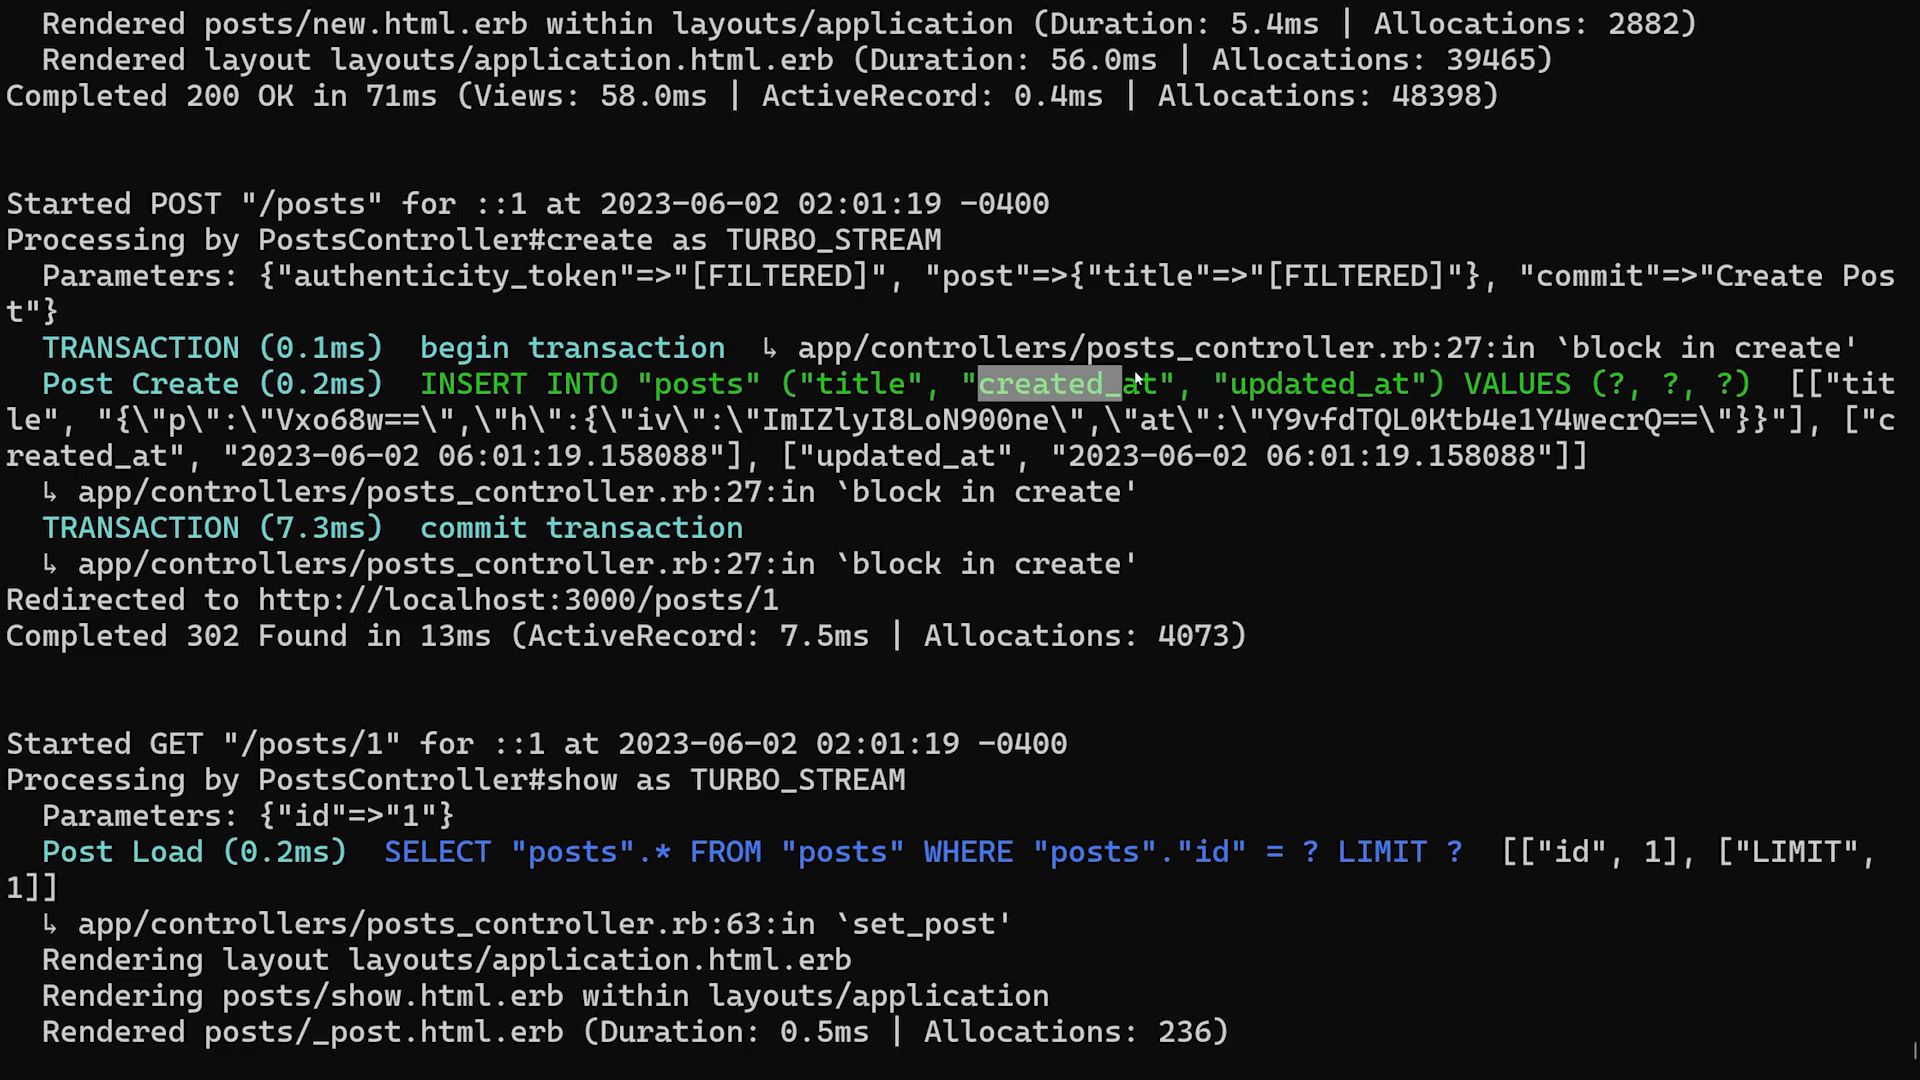 Rendered posts/new.html.erb within layouts/application (Duration: 5.4ms | Allocations: 2882)
Rendered layout layouts/application.html.erb (Duration: 56.0ms | Allocations: 39465)
Completed 200 OK in 71ms (Views: 58.0ms | ActiveRecord: 0.4ms | Allocations: 48398)
Started POST "/posts" for ::1 at 2023-06-02 02:01:19 -0400
Processing by PostsController#create as TURBO_STREAM
Parameters: {"authenticity_token"=>"[FILTERED]", "post"=>{"title"=>"[FILTERED]"}, "commit"=>"Create Pos
t"}
TRANSACTION (0.1ms)  begin transaction  ↳ app/controllers/posts_controller.rb:27:in `block in create'
Post Create (0.2ms)  INSERT INTO "posts" ("title", "created_at", "updated_at") VALUES (?, ?, ?)  [["tit
le", "{\"p\":\"Vxo68w==\",\"h\":{\"iv\":\"ImIZlyI8LoN900ne\",\"at\":\"Y9vfdTQL0Ktb4e1Y4wecrQ==\"}}"], ["c
reated_at", "2023-06-02 06:01:19.158088"], ["updated_at", "2023-06-02 06:01:19.158088"]]
↳ app/controllers/posts_controller.rb:27:in `block in create'
TRANSACTION (7.3ms)  commit transaction
↳ app/controllers/posts_controller.rb:27:in `block in create'
Redirected to http://localhost:3000/posts/1
Completed 302 Found in 13ms (ActiveRecord: 7.5ms | Allocations: 4073)
Started GET "/posts/1" for ::1 at 2023-06-02 02:01:19 -0400
Processing by PostsController#show as TURBO_STREAM
Parameters: {"id"=>"1"}
Post Load (0.2ms)  SELECT "posts".* FROM "posts" WHERE "posts"."id" = ? LIMIT ?  [["id", 1], ["LIMIT",
1]]
↳ app/controllers/posts_controller.rb:63:in `set_post'
Rendering layout layouts/application.html.erb
Rendering posts/show.html.erb within layouts/application
Rendered posts/_post.html.erb (Duration: 0.5ms | Allocations: 236)